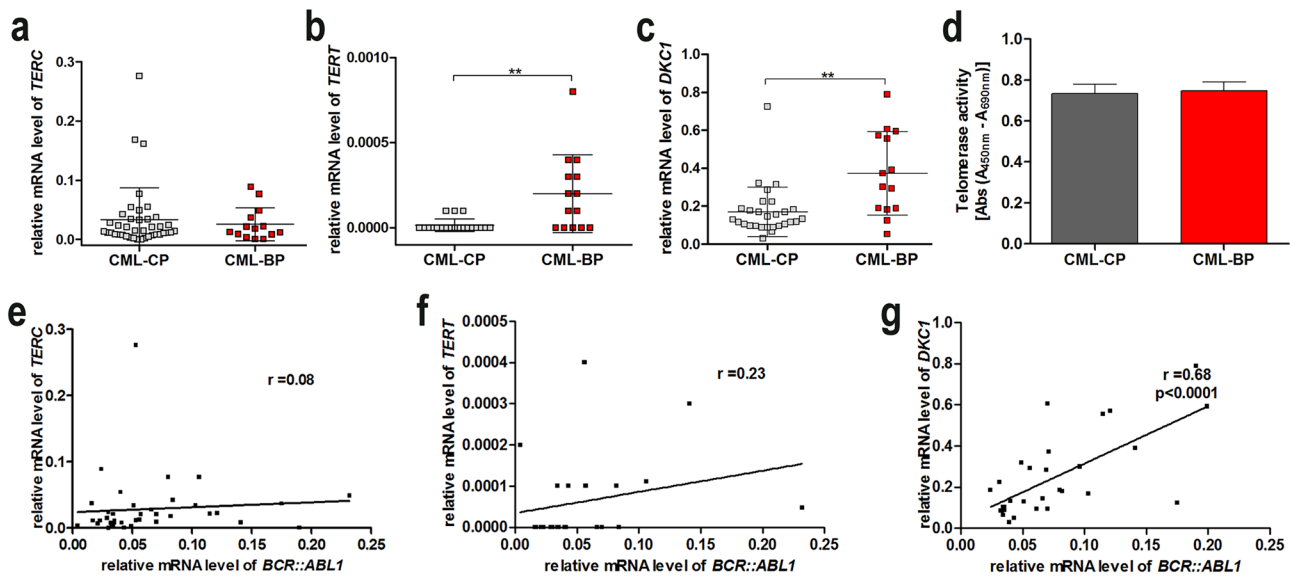 a
relative mRNA level of TERC
0.3
0.2
0.1
0.0
CML-CP
CML-BP
b
relative mRNA level of TERT
0.0010
0.0005
0.0000
**
CML-CP
CML-BP
c
relative mRNA level of DKC1
1.0
0.8
0.6
0.4
0.2
0.0
**
CML-CP
CML-BP
d
Telomerase activity
[Abs (A450nm - A690nm)]
1.0
0.8
0.6
0.4
0.2
0.0
CML-CP
CML-BP
e
relative mRNA level of TERC
0.3
0.2
0.1
0.0
r =0.08
0.00 0.05 0.10 0.15 0.20 0.25
relative mRNA level of BCR::ABL1
f
relative mRNA level of TERT
0.0005
0.0004
0.0003
0.0002
0.0001
0.0000
r =0.23
0.00 0.05 0.10 0.15 0.20 0.25
relative mRNA level of BCR::ABL1
g
relative mRNA level of DKC1
1.0
0.8
0.6
0.4
0.2
0.0
r =0.68
p<0.0001
0.00 0.05 0.10 0.15 0.20 0.25
relative mRNA level of BCR::ABL1